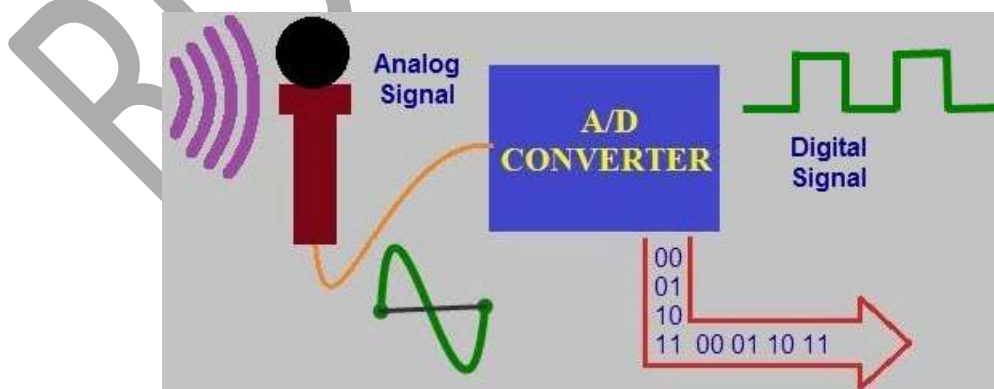 Analog
Signal
A/D
CONVERTER
Digital
Signal
00
01
10
11 00 01 10 11